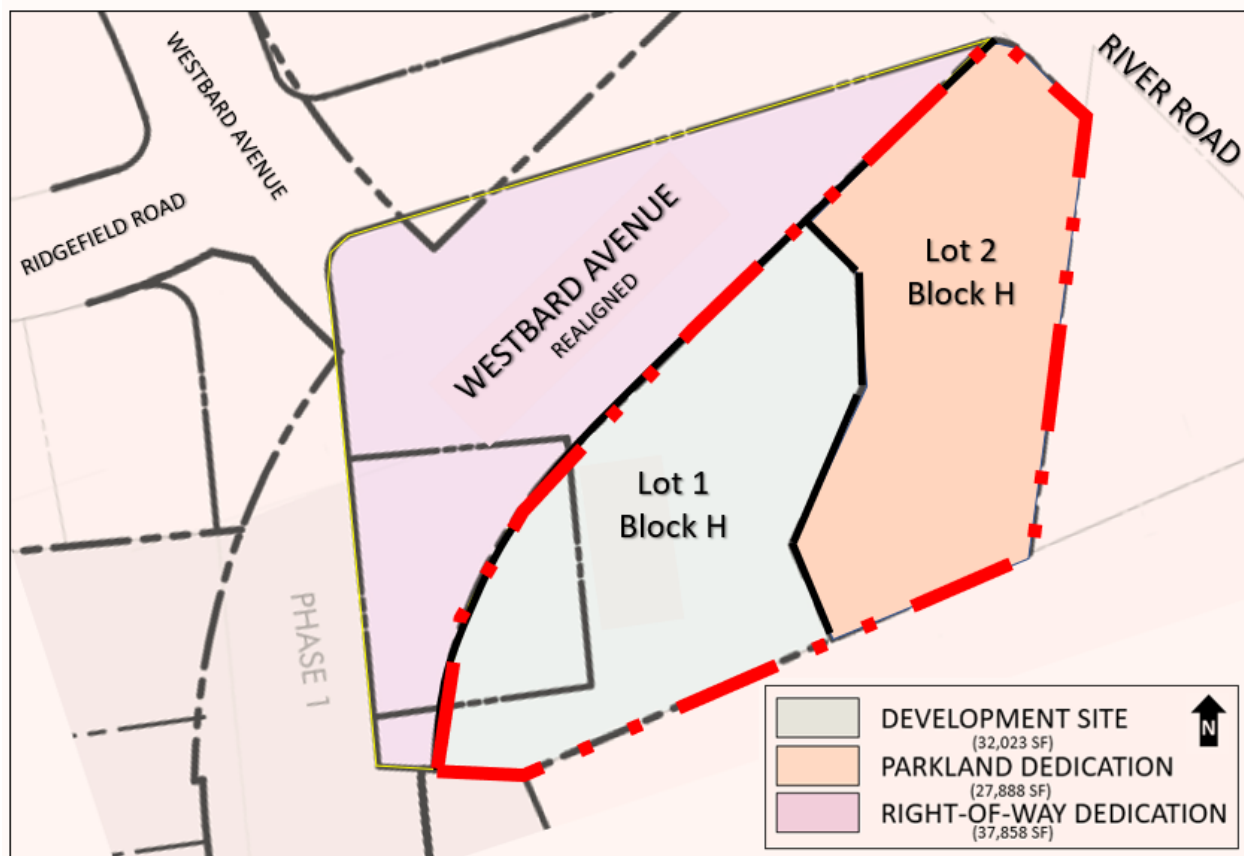 WESTBARD AVENUE
RIVER ROAD
RIDGEFIELD ROAD
WESTBARD AVENUE
REALIGNED
Lot 2
Block H
Lot 1
Block H
PHASE 1
DEVELOPMENT SITE
(32,023 SF)
PARKLAND DEDICATION
(27,888 SF)
RIGHT-OF-WAY DEDICATION
(37,858 SF)
N